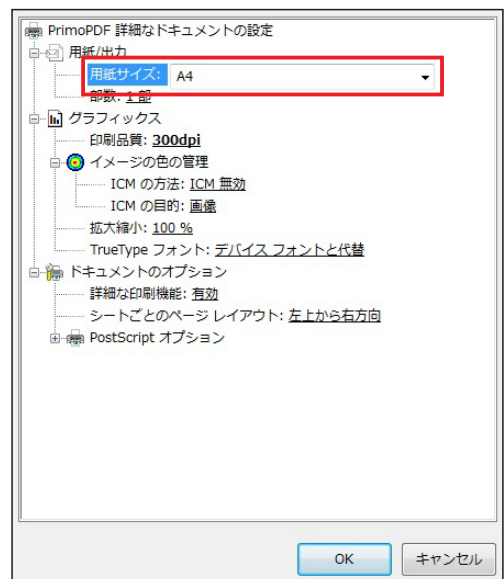 PrimoPDF 詳細なドキュメントの設定
用紙/出力
用紙サイズ: A4
部数: 1 部
グラフィックス
印刷品質: 300dpi
イメージの色の管理
ICM の方法: ICM 無効
ICM の目的: 画像
拡大縮小: 100 %
TrueType フォント: デバイス フォントと代替
ドキュメントのオプション
詳細な印刷機能: 有効
シートごとのページ レイアウト: 左上から右方向
PostScript オプション
OK キャンセル